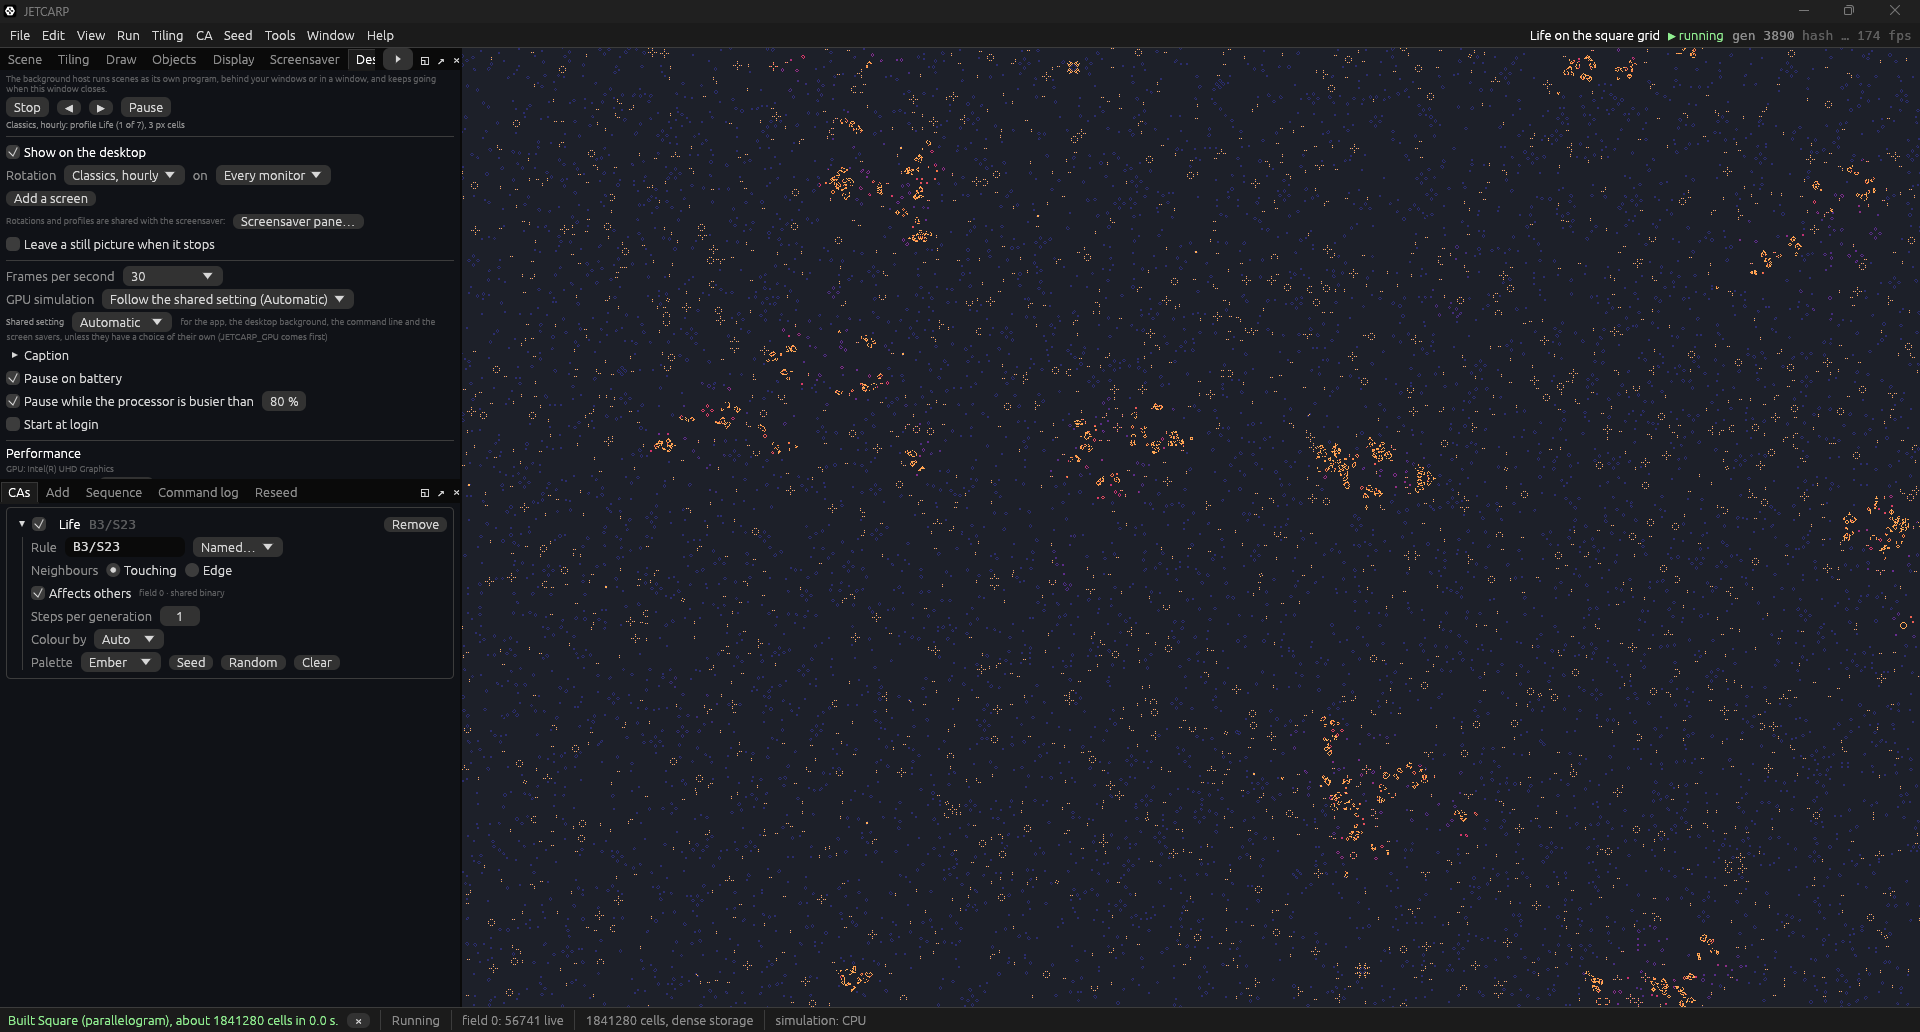 JETCARP
File Edit View Run Tiling CA Seed Tools Window Help
Life on the square grid ▶ running gen 3890 hash … 174 fps
Scene Tiling Draw Objects Display Screensaver Des
The background host runs scenes as its own program, behind your windows or in a window, and keeps going
when this window closes.
Stop ◀ ▶ Pause
Classics, hourly: profile Life (1 of 7), 3 px cells
Show on the desktop
Rotation Classics, hourly on Every monitor
Add a screen
Rotations and profiles are shared with the screensaver: Screensaver pane…
Leave a still picture when it stops
Frames per second 30
GPU simulation Follow the shared setting (Automatic)
Shared setting Automatic for the app, the desktop background, the command line and the
screen savers, unless they have a choice of their own (JETCARP_GPU comes first)
Caption
Pause on battery
Pause while the processor is busier than 80 %
Start at login
Performance
GPU: Intel(R) UHD Graphics
CAs Add Sequence Command log Reseed
Life B3/S23 Remove
Rule B3/S23 Named…
Neighbours Touching Edge
Affects others field 0 · shared binary
Steps per generation 1
Colour by Auto
Palette Ember Seed Random Clear
Built Square (parallelogram), about 1841280 cells in 0.0 s. × Running field 0: 56741 live 1841280 cells, dense storage simulation: CPU